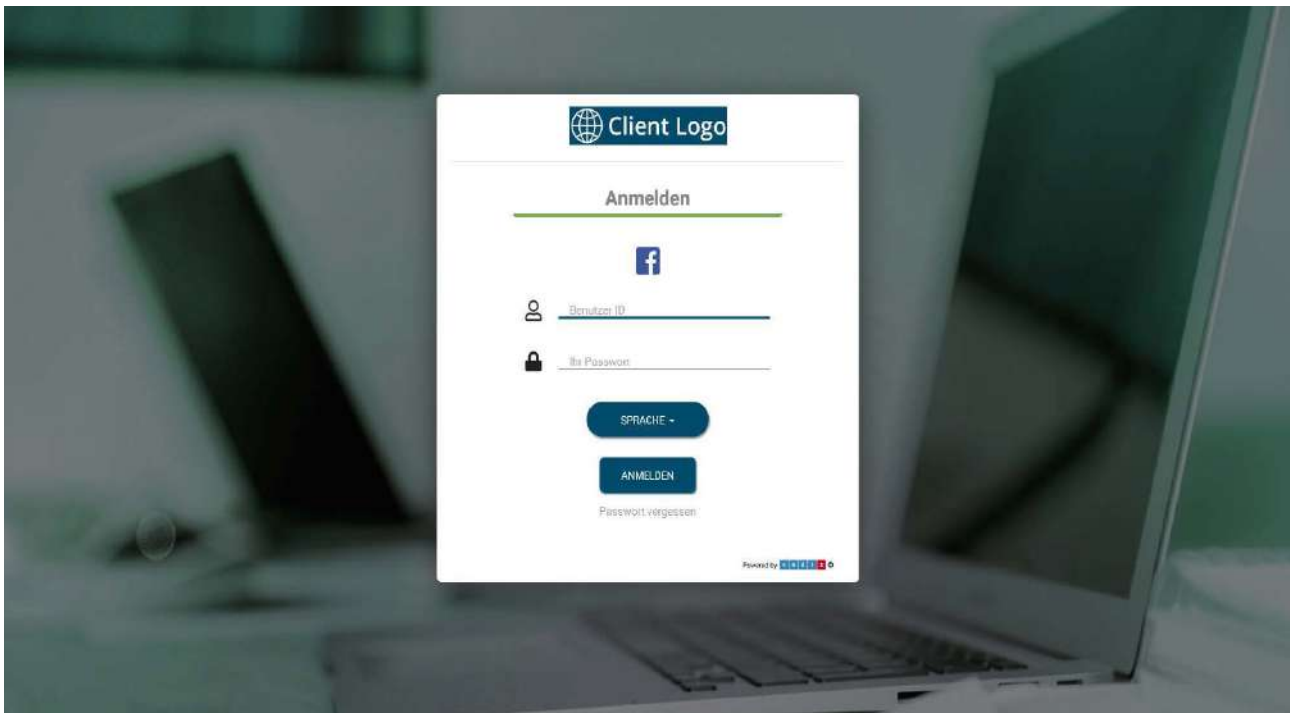 Client Logo
Anmelden
Benutzer ID
Ihr Passwort
SPRACHE
ANMELDEN
Passwort vergessen
Powered by